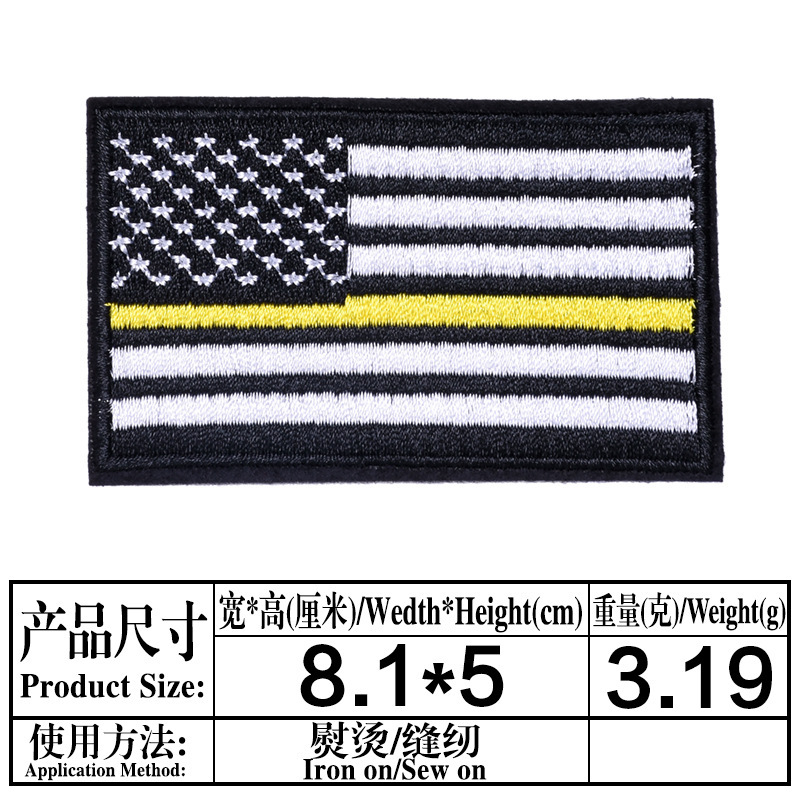 产品尺寸
Product Size:
宽*高(厘米)/Wedth*Height(cm)
重量(克)/Weight(g)
8.1*5
3.19
使用方法:
Application Method:
熨烫/缝纫
Iron on/Sew on